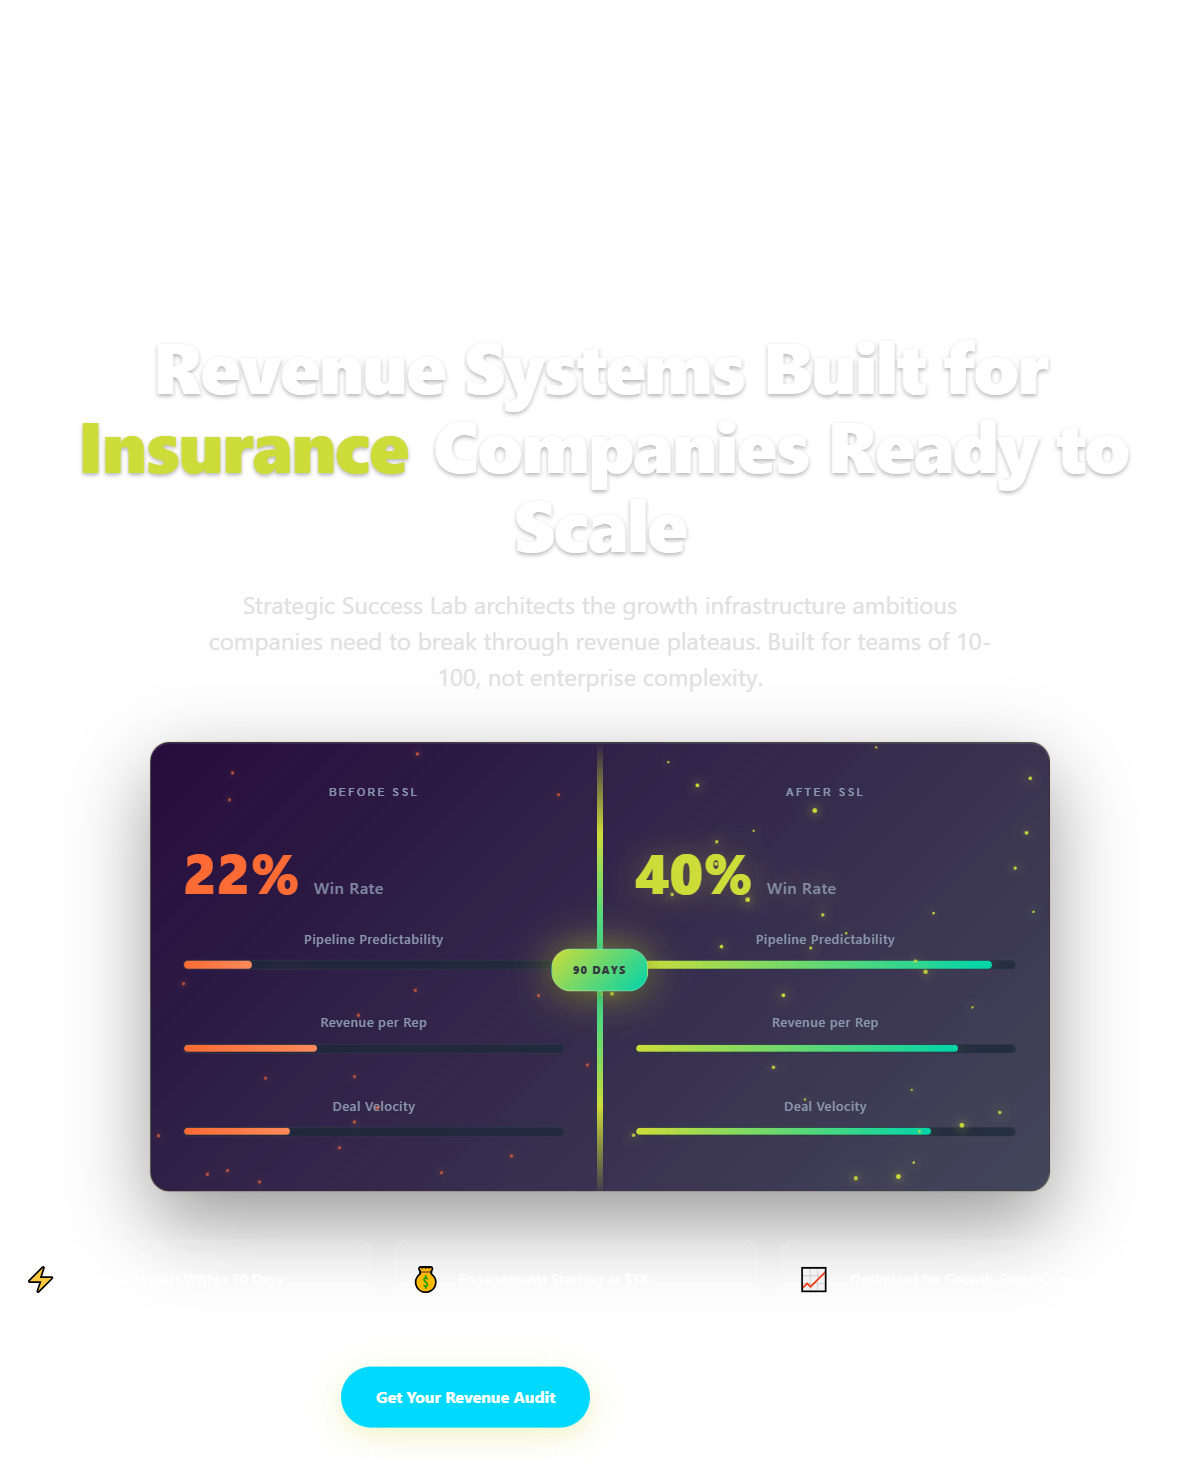 Revenue Systems Built for
Insurance Companies Ready to
Scale
Strategic Success Lab architects the growth infrastructure ambitious
companies need to break through revenue plateaus. Built for teams of 10-
100, not enterprise complexity.
BEFORE SSL
22% Win Rate
Pipeline Predictability
Revenue per Rep
Deal Velocity
90 DAYS
AFTER SSL
40% Win Rate
Pipeline Predictability
Revenue per Rep
Deal Velocity
Within 30 Days
Engagements Starting at $5K
Optimized for Growth-Stage
Get Your Revenue Audit